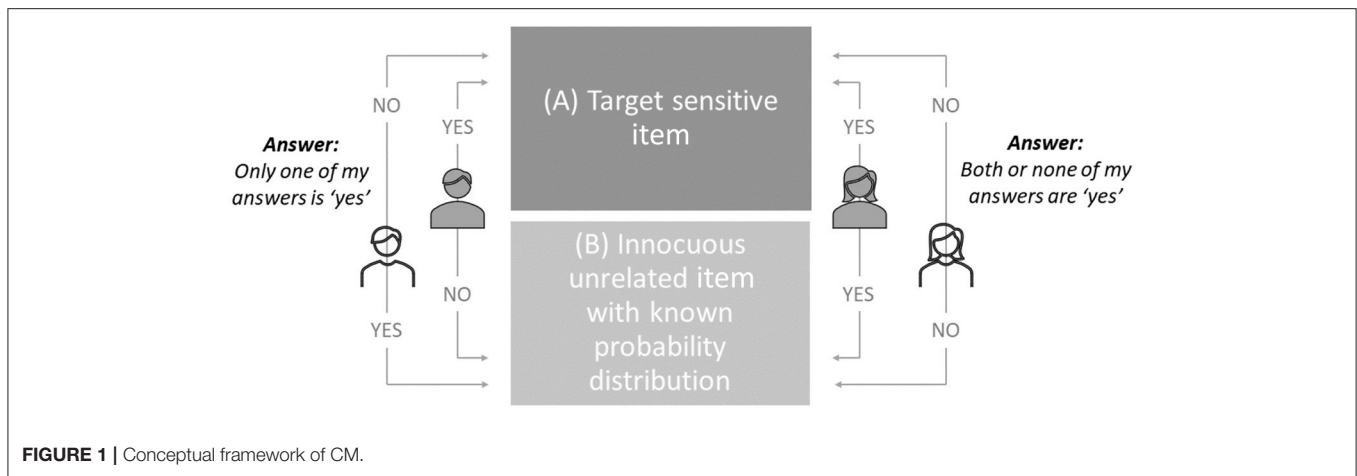 NO
YES
Answer:
Only one of my
answers is 'yes'
NO
YES
(A) Target sensitive
item
(B) Innocuous
unrelated item
with known
probability
distribution
YES
NO
Answer:
Both or none of my
answers are 'yes'
YES
NO
FIGURE 1 | Conceptual framework of CM.